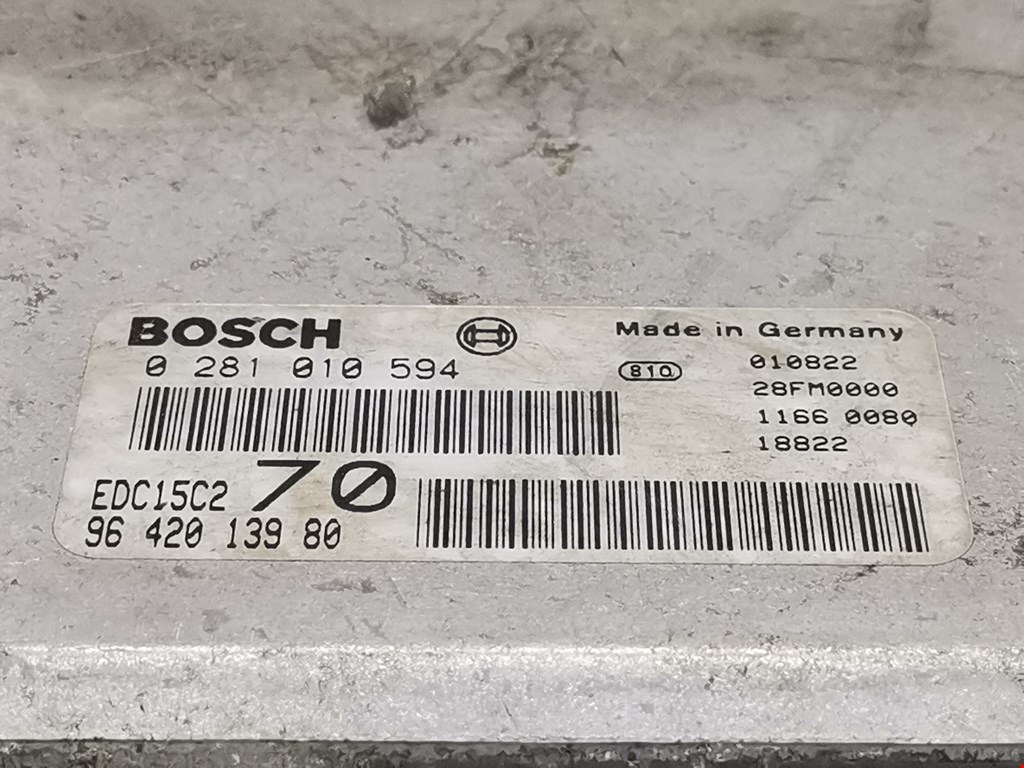 BOSCH
Made in Germany
0 281 010 594
810
010822
28FM0000
1166 0080
18822
EDC15C2 70
96 420 139 80